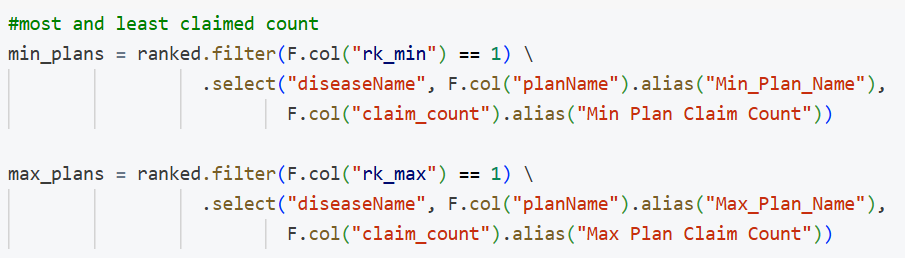 #most and least claimed count
min_plans = ranked.filter(F.col("rk_min") == 1) \
.select("diseaseName", F.col("planName").alias("Min_Plan_Name"),
F.col("claim_count").alias("Min Plan Claim Count"))
max_plans = ranked.filter(F.col("rk_max") == 1) \
.select("diseaseName", F.col("planName").alias("Max_Plan_Name"),
F.col("claim_count").alias("Max Plan Claim Count"))